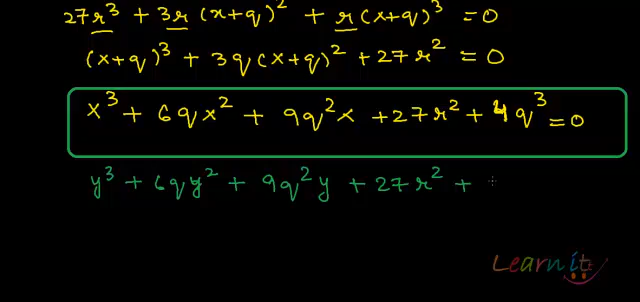 27r³ + 3r(x+q)² + r(x+q)³ = 0
(x+q)³ + 3q(x+q)² + 27r² = 0
x³ + 6qx² + 9q²x + 27r² + 4q³ = 0
y³ + 6qy² + 9q²y + 27r² +
Learnit